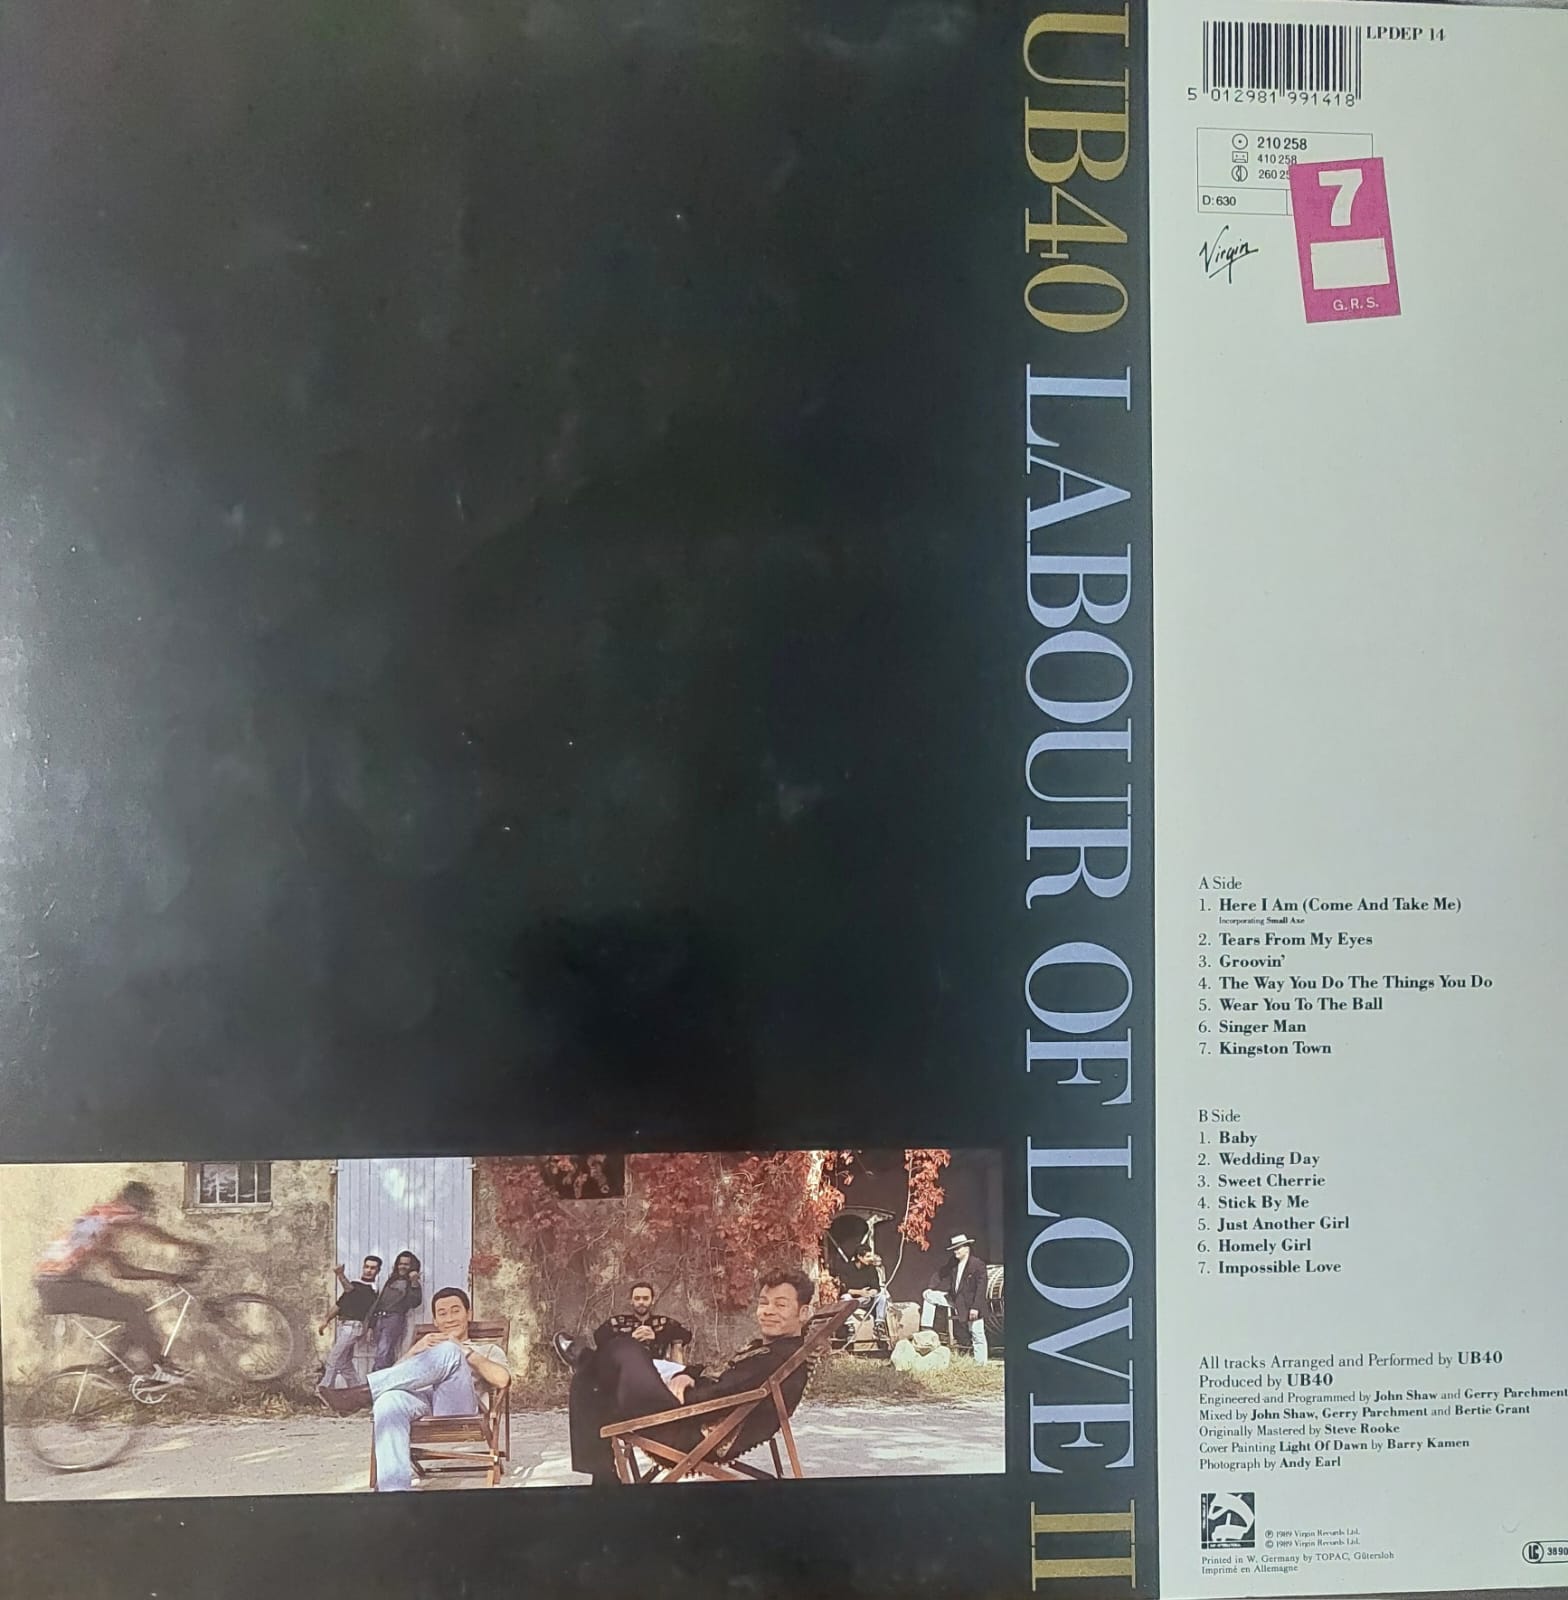 UB40 LABOUR OF LOVE II
LPDEP 14
5 012981 991418
210 258
410 258
260 25
D: 630
7
G. R. S.
Virgin
A Side
1. Here I Am (Come And Take Me)
Incorporating Small Axe
2. Tears From My Eyes
3. Groovin'
4. The Way You Do The Things You Do
5. Wear You To The Ball
6. Singer Man
7. Kingston Town
B Side
1. Baby
2. Wedding Day
3. Sweet Cherrie
4. Stick By Me
5. Just Another Girl
6. Homely Girl
7. Impossible Love
All tracks Arranged and Performed by UB40
Produced by UB40
Engineered and Programmed by John Shaw and Gerry Parchment
Mixed by John Shaw, Gerry Parchment and Bertie Grant
Originally Mastered by Steve Rooke
Cover Painting Light Of Dawn by Barry Kamen
Photograph by Andy Earl
℗ 1989 Virgin Records Ltd.
© 1989 Virgin Records Ltd.
Printed in W. Germany by TOPAC, Gütersloh
Imprimé en Allemagne
LC 3890